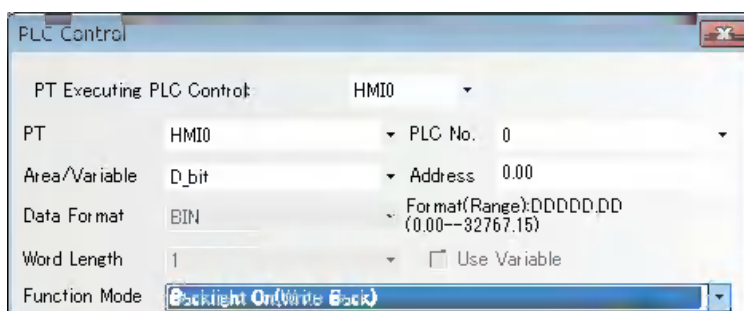 PLC Control
PT Executing PLC Control: HMI0
PT HMI0 PLC No. 0
Area/Variable D_bit Address 0.00
Data Format BIN Format(Range):DDDDD.DD
(0.00--32767.15)
Word Length 1 Use Variable
Function Mode Backlight On(Write Back)